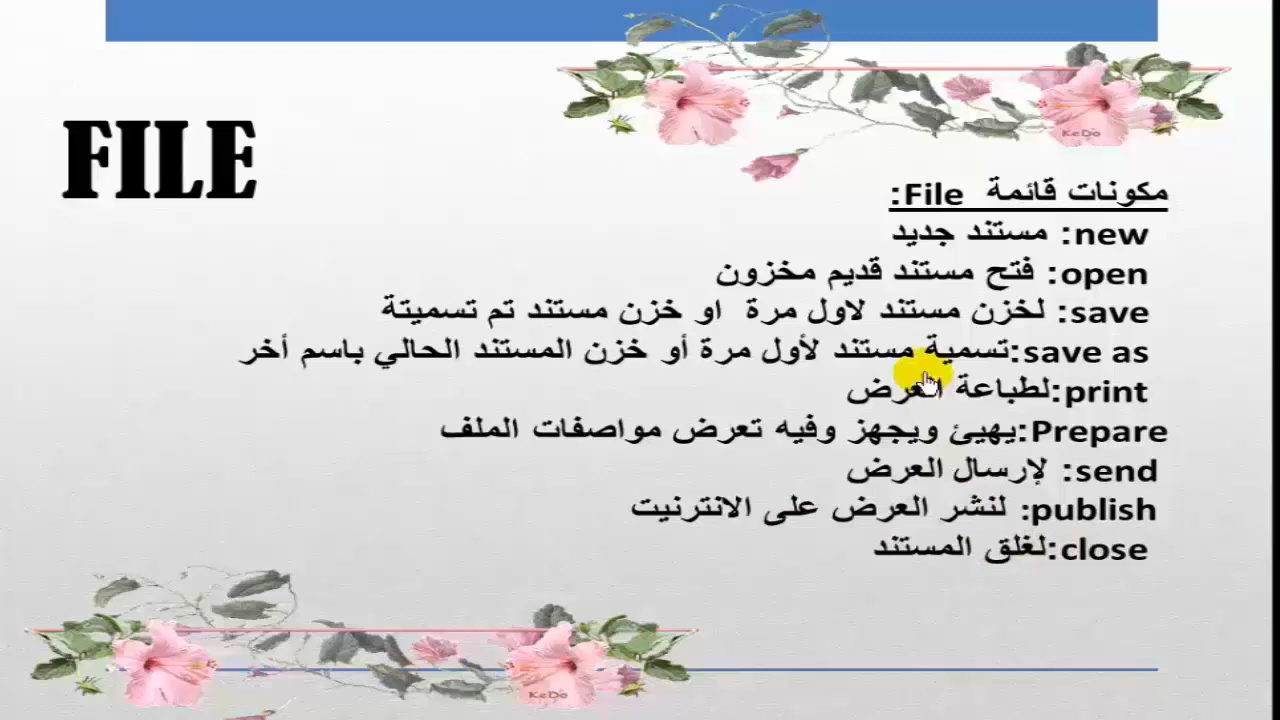 FILE
KeDo
مكونات قائمة File:
new: مستند جديد
open: فتح مستند قديم مخزون
save: لخزن مستند لاول مرة او خزن مستند تم تسميتة
save as:تسمية مستند لأول مرة أو خزن المستند الحالي باسم أخر
print:لطباعة العرض
Prepare:يهيئ ويجهز وفيه تعرض مواصفات الملف
send: لإرسال العرض
publish: لنشر العرض على الانترنيت
close:لغلق المستند
KeDo